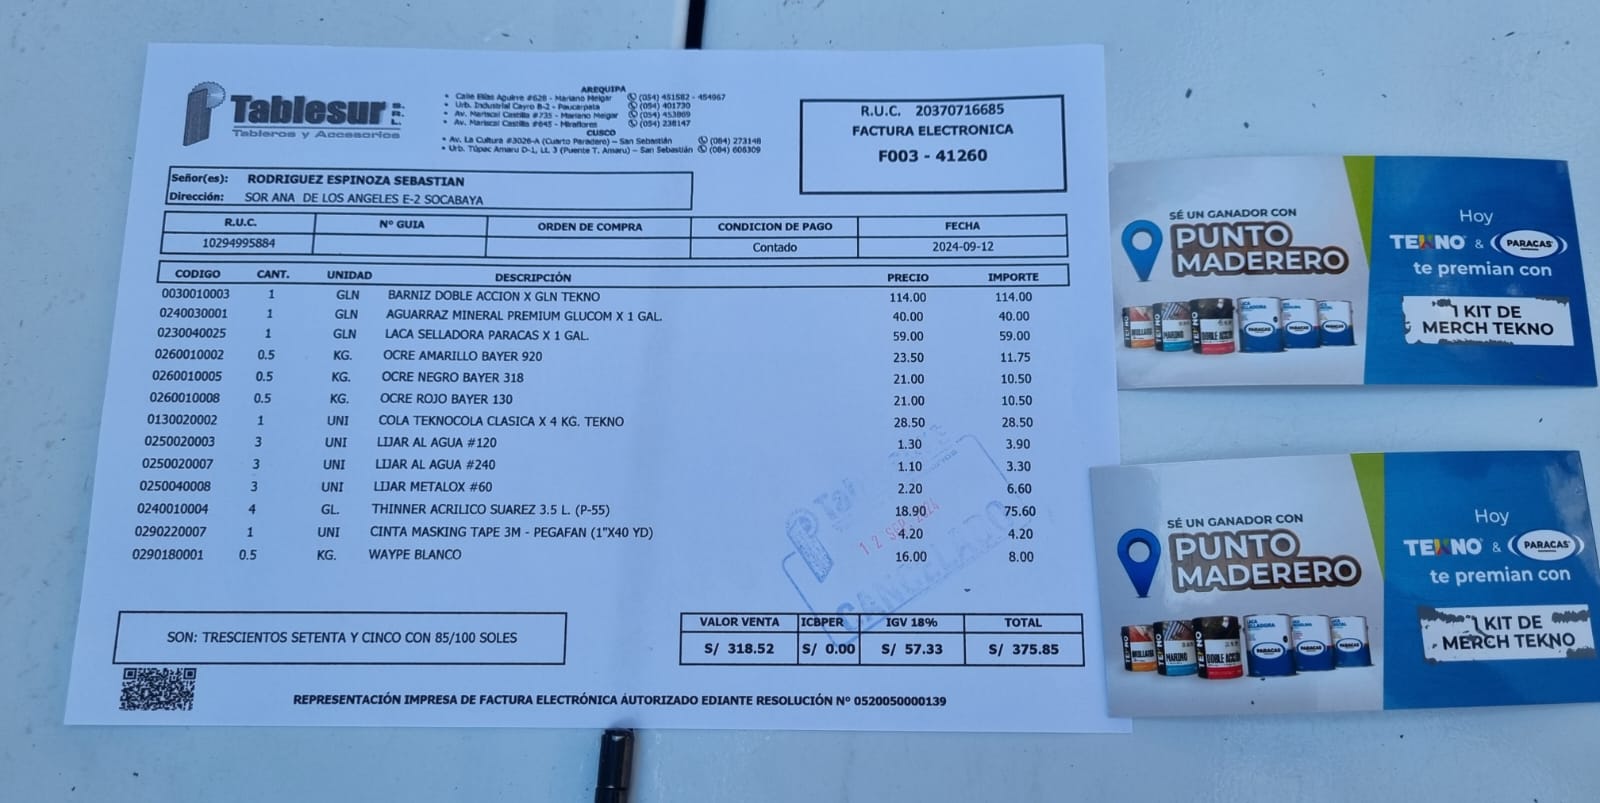 Tablesur S. R. L.
Tableros y Accesorios
AREQUIPA
• Calle Elías Aguirre #628 - Mariano Melgar (054) 451582 - 454967
• Urb. Industrial Cayro B-2 - Paucarpata (054) 401730
• Av. Mariscal Castilla #735 - Mariano Melgar (054) 453869
• Av. Mariscal Castilla #645 - Miraflores (054) 238147
CUSCO
• Av. La Cultura #3026-A (Cuarto Paradero) – San Sebastián (084) 273148
• Urb. Túpac Amaru D-1, Lt. 3 (Puente T. Amaru) – San Sebastián (084) 606309
R.U.C. 20370716685
FACTURA ELECTRONICA
F003 - 41260
Señor(es): RODRIGUEZ ESPINOZA SEBASTIAN
Dirección: SOR ANA DE LOS ANGELES E-2 SOCABAYA
R.U.C. N° GUIA ORDEN DE COMPRA CONDICION DE PAGO FECHA
10294995884 Contado 2024-09-12
CODIGO CANT. UNIDAD DESCRIPCIÓN PRECIO IMPORTE
0030010003 1 GLN BARNIZ DOBLE ACCION X GLN TEKNO 114.00 114.00
0240030001 1 GLN AGUARRAZ MINERAL PREMIUM GLUCOM X 1 GAL. 40.00 40.00
0230040025 1 GLN LACA SELLADORA PARACAS X 1 GAL. 59.00 59.00
0260010002 0.5 KG. OCRE AMARILLO BAYER 920 23.50 11.75
0260010005 0.5 KG. OCRE NEGRO BAYER 318 21.00 10.50
0260010008 0.5 KG. OCRE ROJO BAYER 130 21.00 10.50
0130020002 1 UNI COLA TEKNOCOLA CLASICA X 4 KG. TEKNO 28.50 28.50
0250020003 3 UNI LIJAR AL AGUA #120 1.30 3.90
0250020007 3 UNI LIJAR AL AGUA #240 1.10 3.30
0250040008 3 UNI LIJAR METALOX #60 2.20 6.60
0240010004 4 GL. THINNER ACRILICO SUAREZ 3.5 L. (P-55) 18.90 75.60
0290220007 1 UNI CINTA MASKING TAPE 3M - PEGAFAN (1"X40 YD) 4.20 4.20
0290180001 0.5 KG. WAYPE BLANCO 16.00 8.00
12 SEP 2024
CANCELADO
SON: TRESCIENTOS SETENTA Y CINCO CON 85/100 SOLES
VALOR VENTA ICBPER IGV 18% TOTAL
S/ 318.52 S/ 0.00 S/ 57.33 S/ 375.85
REPRESENTACIÓN IMPRESA DE FACTURA ELECTRÓNICA AUTORIZADO EDIANTE RESOLUCIÓN Nº 0520050000139
SÉ UN GANADOR CON
PUNTO
MADERERO
Hoy
TEKNO & PARACAS
te premian con
1 KIT DE
MERCH TEKNO
SÉ UN GANADOR CON
PUNTO
MADERERO
Hoy
TEKNO & PARACAS
te premian con
1 KIT DE
MERCH TEKNO